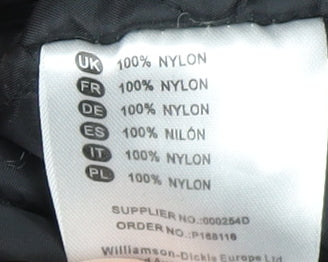 UK 100% NYLON
FR 100% NYLON
DE 100% NYLON
ES 100% NILÓN
IT 100% NYLON
PL 100% NYLON
SUPPLIER NO.:000254D
ORDER NO.:P168116
Williamson-Dickie Europe Ltd